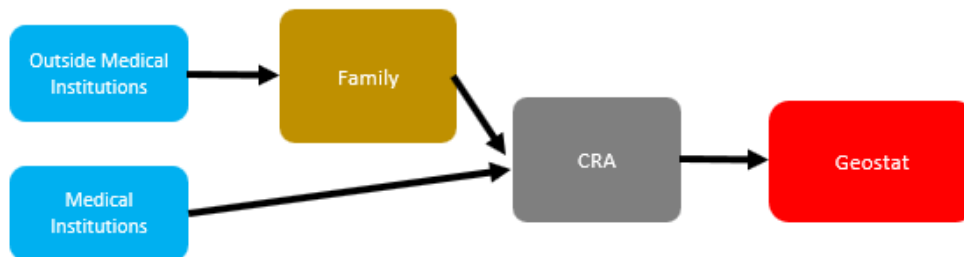 Outside Medical
Institutions
Family
CRA
Geostat
Medical
Institutions